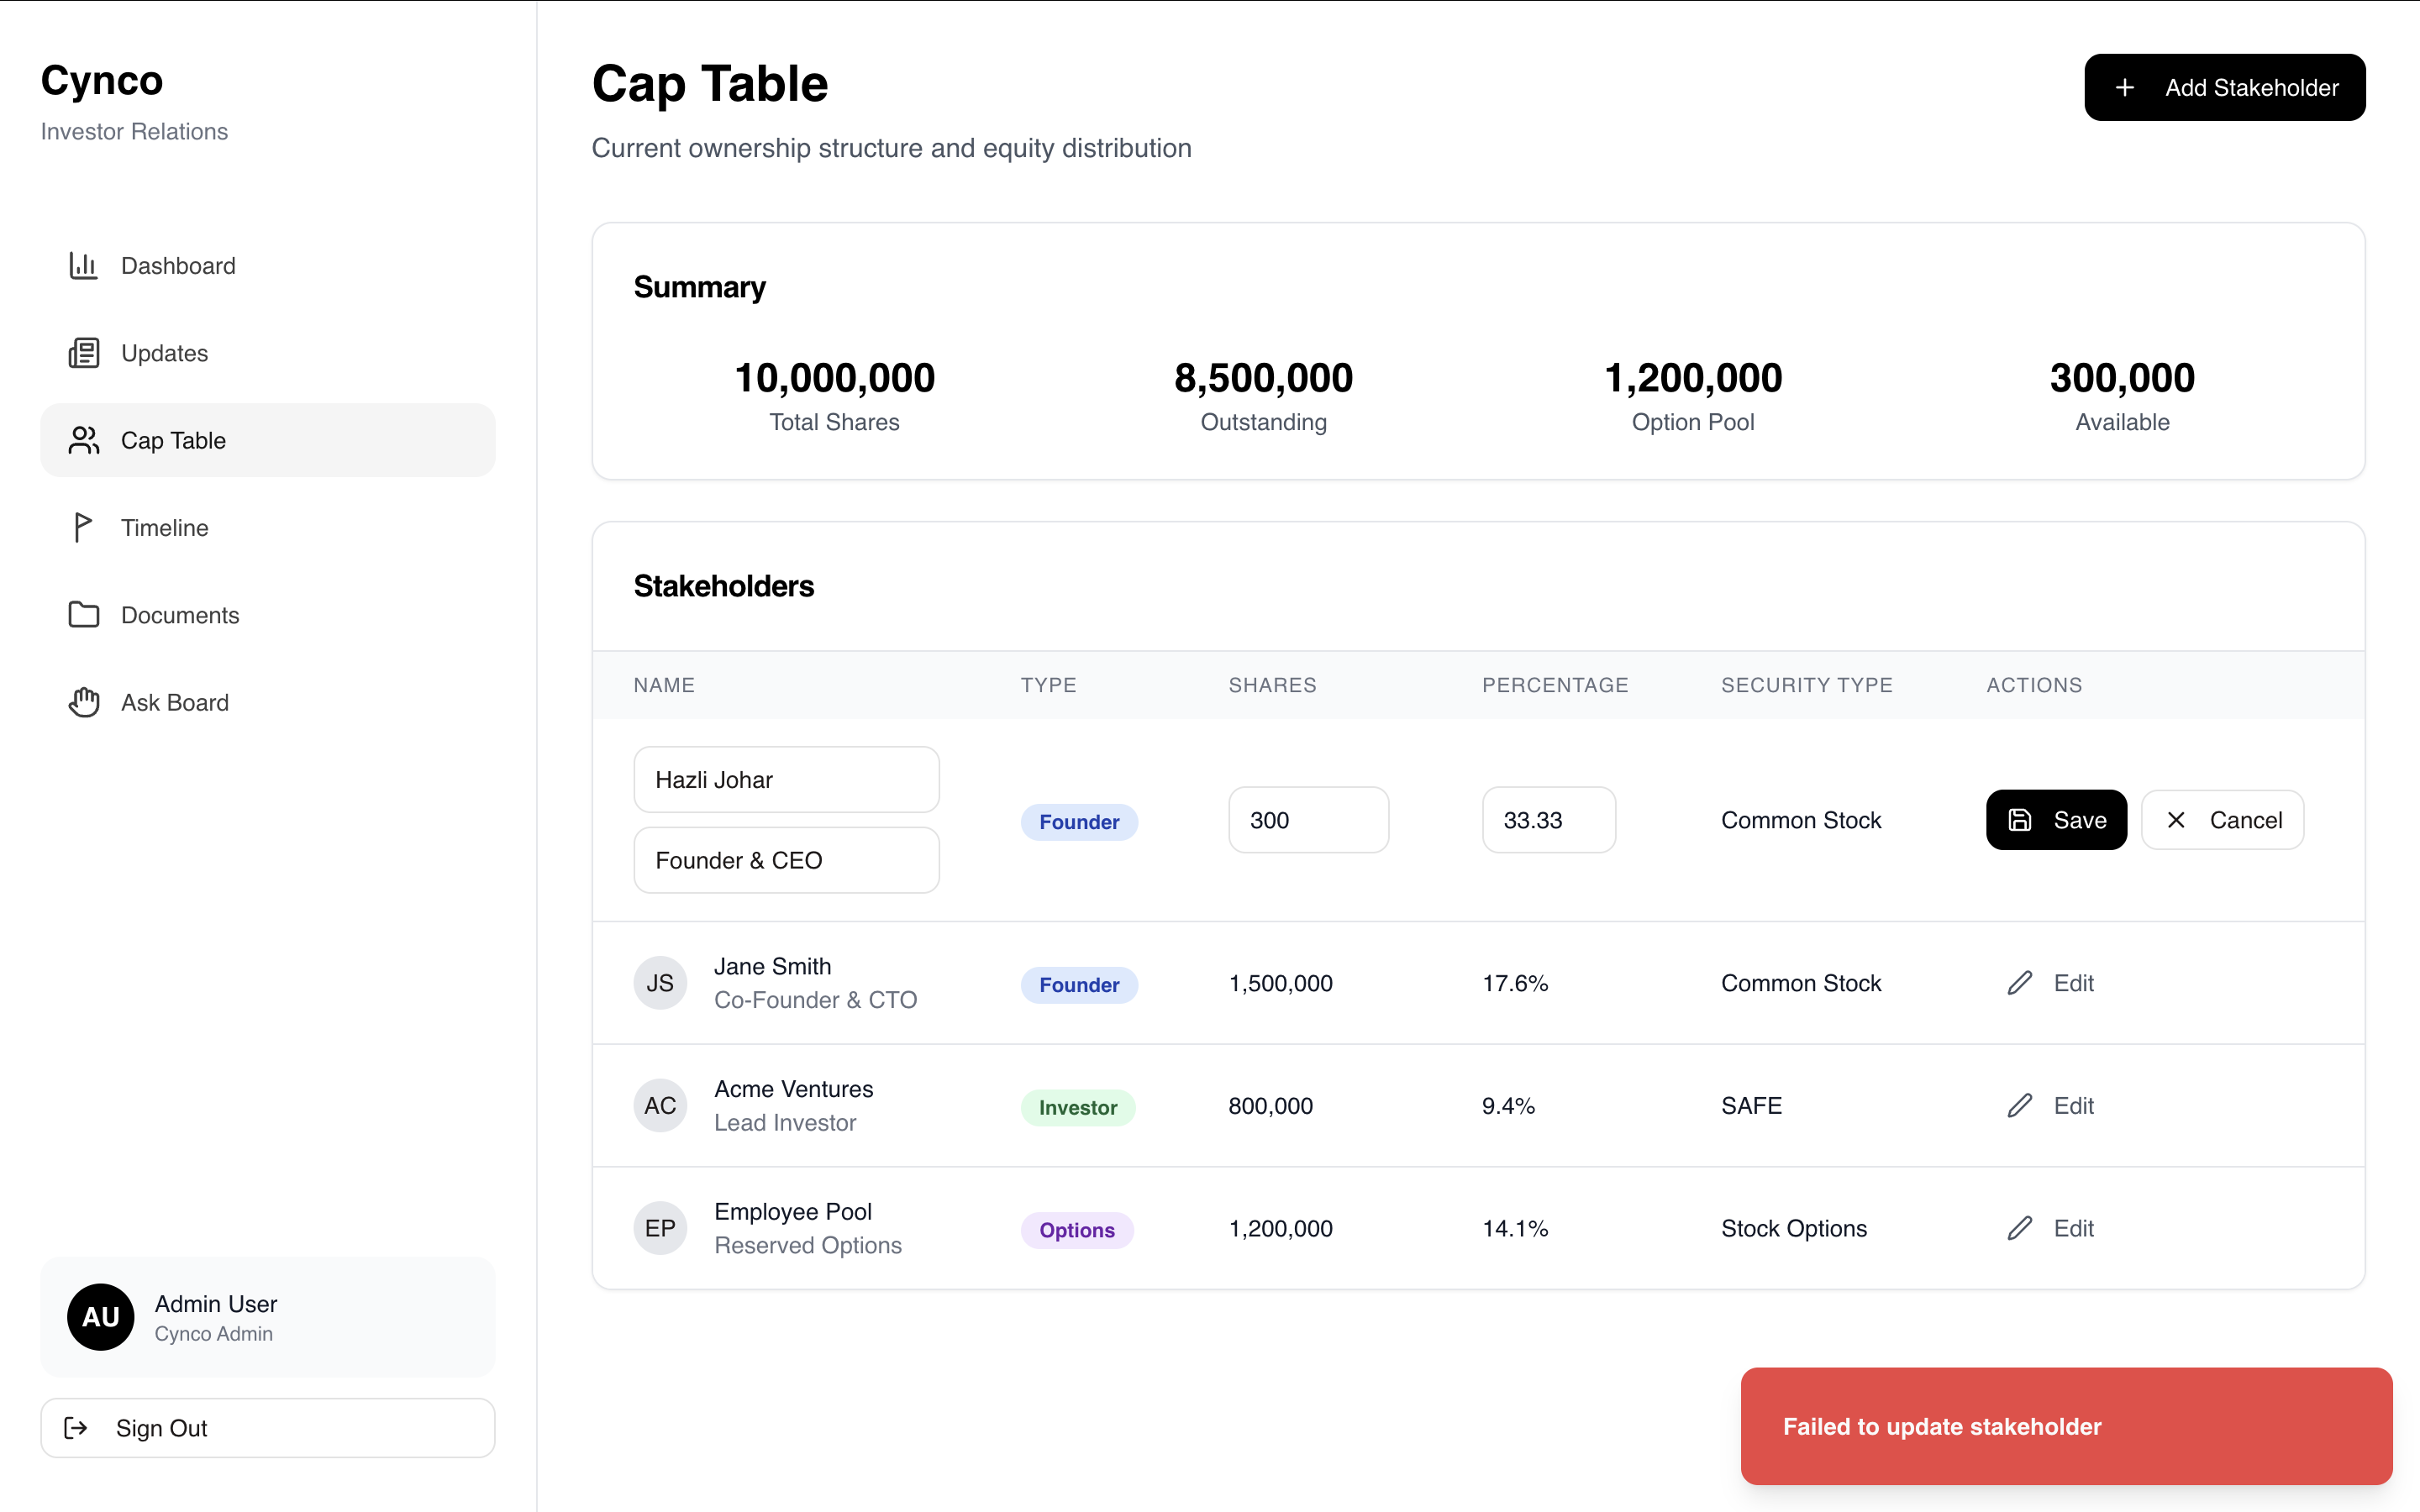 Cynco
Investor Relations
Dashboard
Updates
Cap Table
Timeline
Documents
Ask Board
AU
Admin User
Cynco Admin
Sign Out
Cap Table
Current ownership structure and equity distribution
Add Stakeholder
Summary
10,000,000 8,500,000 1,200,000 300,000
Total Shares Outstanding Option Pool Available
Stakeholders
NAME TYPE SHARES PERCENTAGE SECURITY TYPE ACTIONS
Hazli Johar
Founder & CEO
Founder 300 33.33 Common Stock Save Cancel
JS Jane Smith
Co-Founder & CTO
Founder 1,500,000 17.6% Common Stock Edit
AC Acme Ventures
Lead Investor
Investor 800,000 9.4% SAFE Edit
EP Employee Pool
Reserved Options
Options 1,200,000 14.1% Stock Options Edit
Failed to update stakeholder